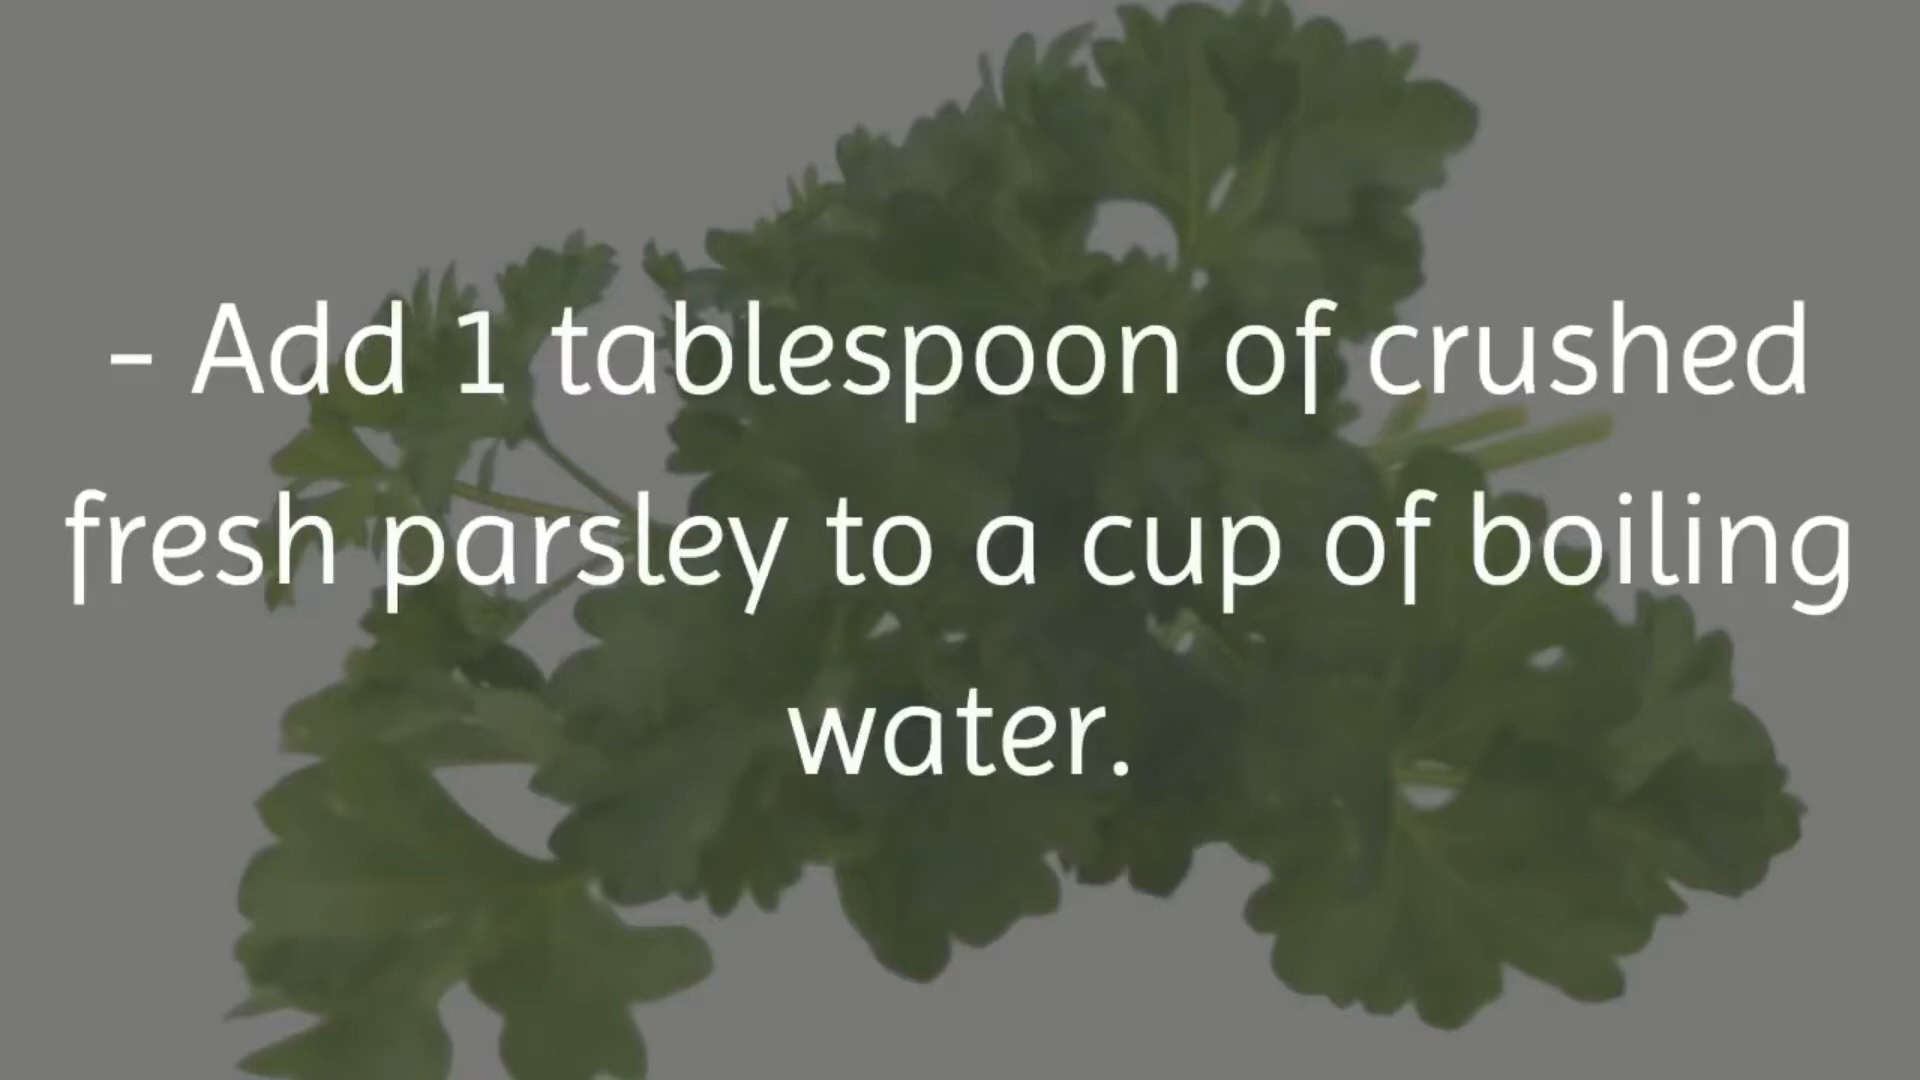 - Add 1 tablespoon of crushed
fresh parsley to a cup of boiling
water.